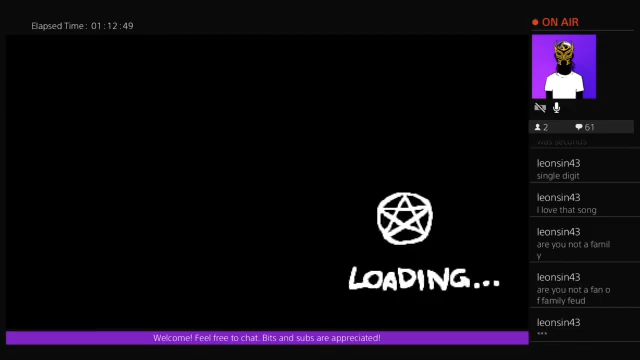 Elapsed Time: 01:12:49
ON AIR
2
61
was seconds
leonsin43
single digit
leonsin43
I love that song
leonsin43
are you not a famil
y
leonsin43
are you not a fan o
f family feud
leonsin43
***
LOADING...
Welcome! Feel free to chat. Bits and subs are appreciated!